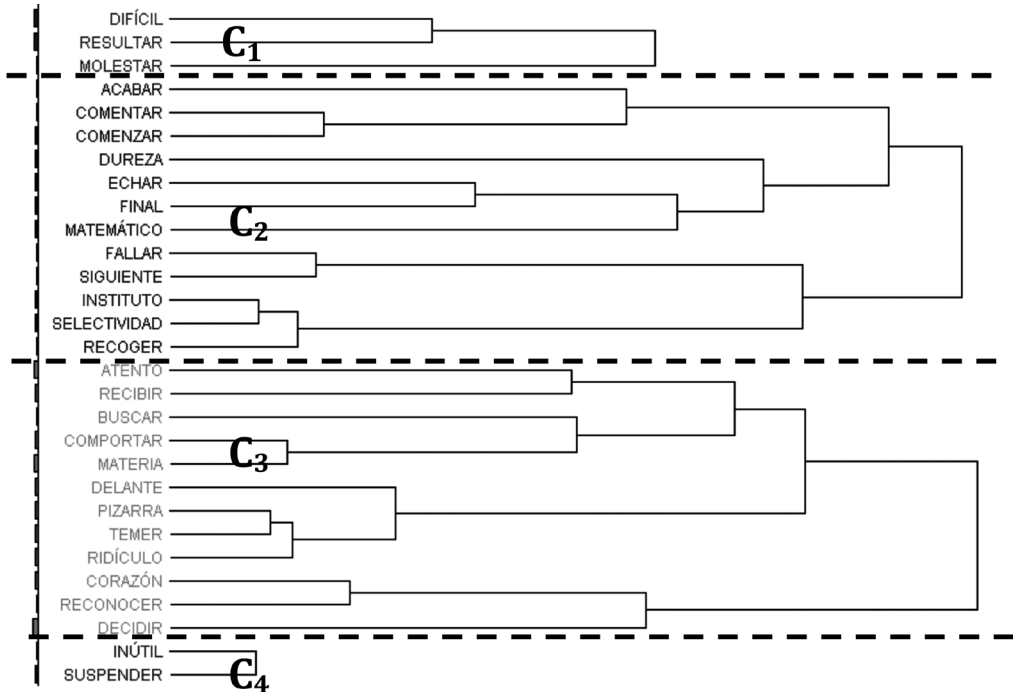 DIFÍCIL
RESULTAR
C1
MOLESTAR
ACABAR
COMENTAR
COMENZAR
DUREZA
ECHAR
FINAL
C2
MATEMÁTICO
FALLAR
SIGUIENTE
INSTITUTO
SELECTIVIDAD
RECOGER
ATENTO
RECIBIR
BUSCAR
COMPORTAR
C3
MATERIA
DELANTE
PIZARRA
TEMER
RIDÍCULO
CORAZÓN
RECONOCER
DECIDIR
INÚTIL
SUSPENDER
C4